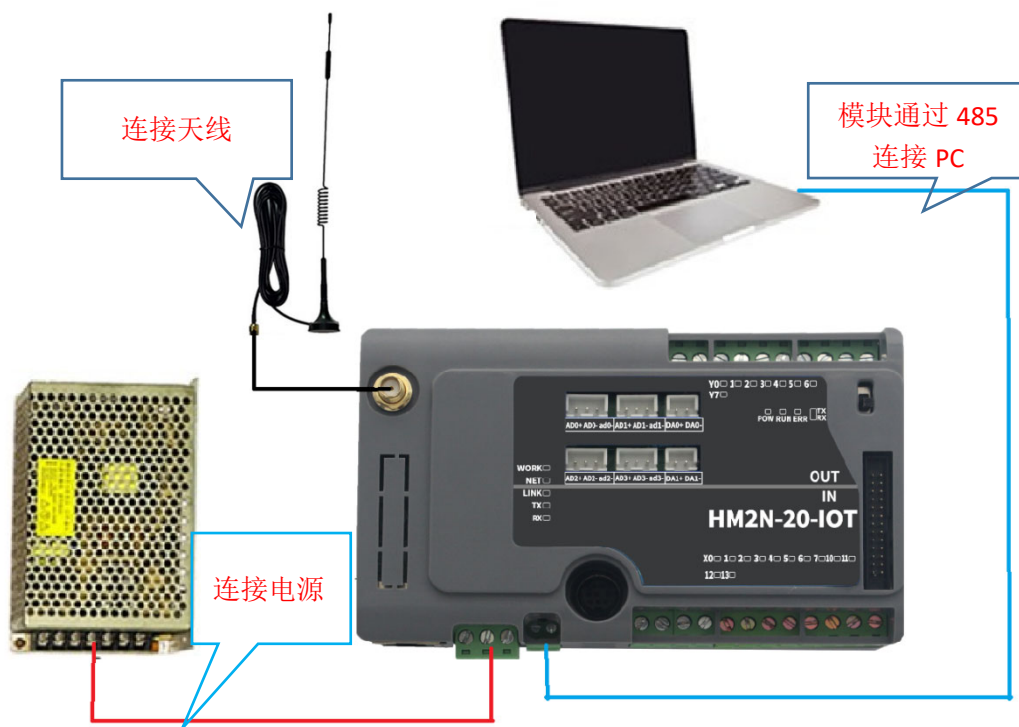 连接天线
模块通过 485
连接 PC
Y0 1 2 3 4 5 6
Y7
POW RUN ERR TX
RX
AD0+ AD0- ad0- AD1+ AD1- ad1- DA0+ DA0-
WORK
NET
LINK
TX
RX
AD2+ AD2- ad2- AD3+ AD3- ad3- DA1+ DA1-
OUT
IN
HM2N-20-IOT
X0 1 2 3 4 5 6 7 10 11
12 13
连接电源